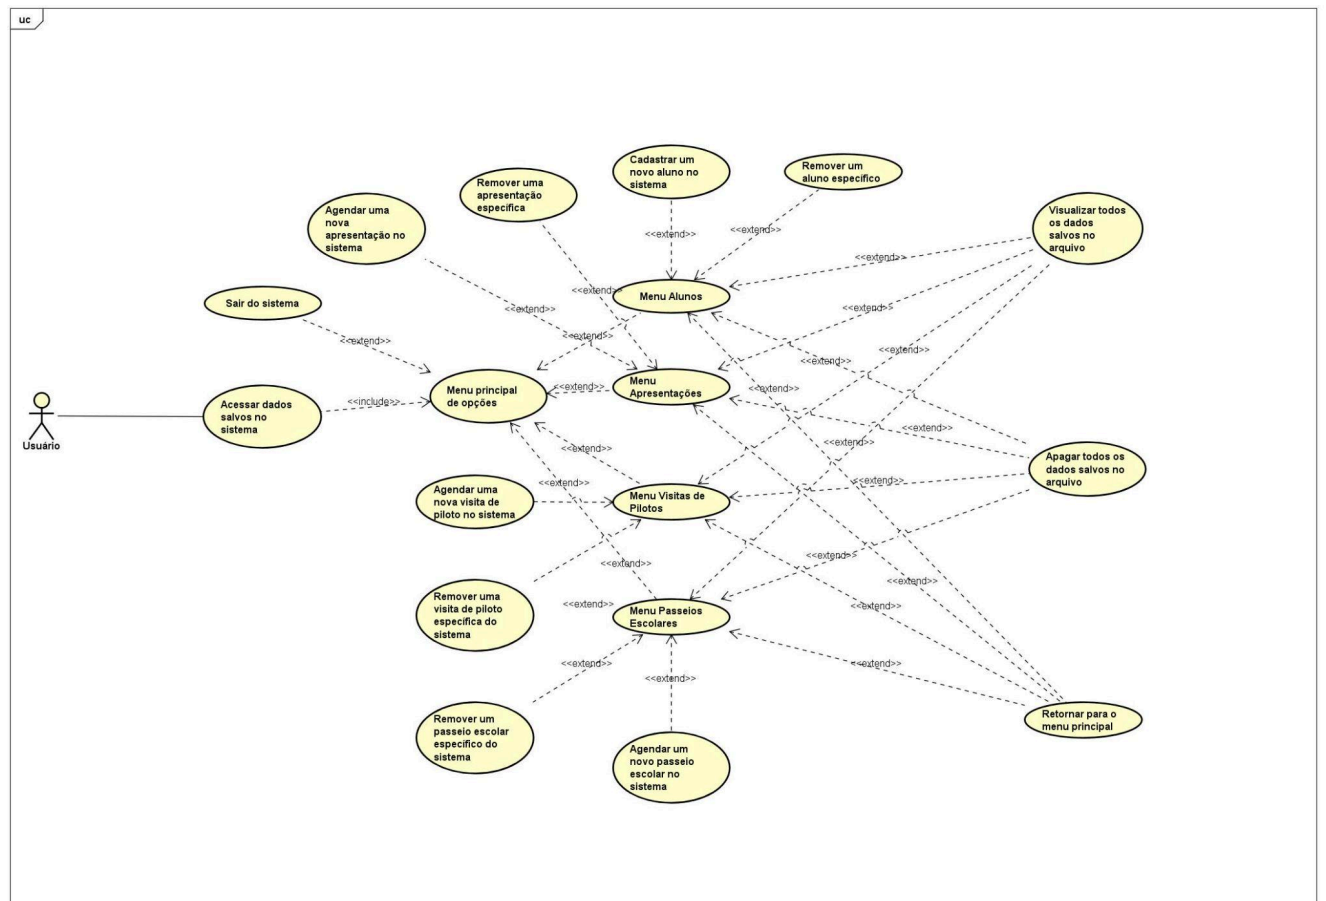 uc
Cadastrar um
novo aluno no
sistema
Remover um
aluno específico
Remover uma
apresentação
específica
Agendar uma
nova
apresentação no
sistema
Visualizar todos
os dados
salvos no
arquivo
<<extend>>
<<extend>>
<<extend>>
<<extend>>
Menu Alunos
Sair do sistema
<<extend>>
<<extend>>
<<extend>>
<<extend>>
<<extend>>
<<extend>>
<<extend>>
Menu principal
de opções
<<extend>>
Menu
Apresentações
<<extend>>
Acessar dados
salvos no
sistema
<<include>>
Usuário
<<extend>>
<<extend>>
<<extend>>
Apagar todos os
dados salvos no
arquivo
<<extend>>
<<extend>>
Agendar uma
nova visita de
piloto no sistema
Menu Visitas de
Pilotos
<<extend>>
<<extend>>
<<extend>>
Remover uma
visita de piloto
específica do
sistema
<<extend>>
<<extend>>
Menu Passeios
Escolares
<<extend>>
<<extend>>
<<extend>>
Remover um
passeio escolar
específico do
sistema
Agendar um
novo passeio
escolar no
sistema
Retornar para o
menu principal